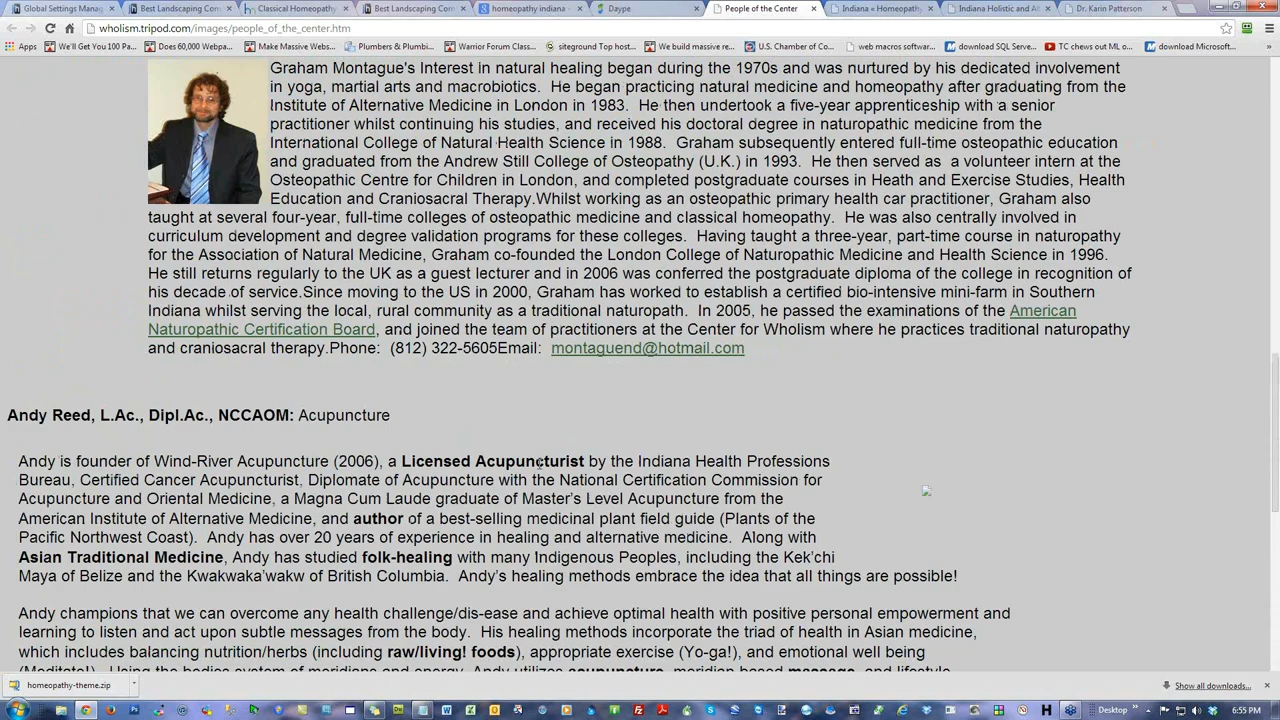 Global Settings Manag
Best Landscaping Com
Classical Homeopathy
Best Landscaping Com
homeopathy indiana
Daype
People of the Center
Indiana « Homeopathy
Indiana Holistic and Alt
Dr. Karin Patterson
wholism.tripod.com/images/people_of_the_center.htm
We'll Get You 100 Pa
Does 60,000 Webpa
Make Massive Webs
Plumbers & Plumbi
Warrior Forum Class
siteground Top host
We build massive re
U.S. Chamber of Co
web macros software
download SQL Serve
TC chews out ML o
download Microsoft
Graham Montague's Interest in natural healing began during the 1970s and was nurtured by his dedicated involvement
in yoga, martial arts and macrobiotics.  He began practicing natural medicine and homeopathy after graduating from the
Institute of Alternative Medicine in London in 1983.  He then undertook a five-year apprenticeship with a senior
practitioner whilst continuing his studies, and received his doctoral degree in naturopathic medicine from the
International College of Natural Health Science in 1988.  Graham subsequently entered full-time osteopathic education
and graduated from the Andrew Still College of Osteopathy (U.K.) in 1993.  He then served as  a volunteer intern at the
Osteopathic Centre for Children in London, and completed postgraduate courses in Heath and Exercise Studies, Health
Education and Craniosacral Therapy.Whilst working as an osteopathic primary health car practitioner, Graham also
taught at several four-year, full-time colleges of osteopathic medicine and classical homeopathy.  He was also centrally involved in
curriculum development and degree validation programs for these colleges.  Having taught a three-year, part-time course in naturopathy
for the Association of Natural Medicine, Graham co-founded the London College of Naturopathic Medicine and Health Science in 1996.
He still returns regularly to the UK as a guest lecturer and in 2006 was conferred the postgraduate diploma of the college in recognition of
his decade of service.Since moving to the US in 2000, Graham has worked to establish a certified bio-intensive mini-farm in Southern
Indiana whilst serving the local, rural community as a traditional naturopath.  In 2005, he passed the examinations of the American
Naturopathic Certification Board, and joined the team of practitioners at the Center for Wholism where he practices traditional naturopathy
and craniosacral therapy.Phone:  (812) 322-5605Email:  montaguend@hotmail.com
Andy Reed, L.Ac., Dipl.Ac., NCCAOM: Acupuncture
Andy is founder of Wind-River Acupuncture (2006), a Licensed Acupuncturist by the Indiana Health Professions
Bureau, Certified Cancer Acupuncturist, Diplomate of Acupuncture with the National Certification Commission for
Acupuncture and Oriental Medicine, a Magna Cum Laude graduate of Master's Level Acupuncture from the
American Institute of Alternative Medicine, and author of a best-selling medicinal plant field guide (Plants of the
Pacific Northwest Coast).  Andy has over 20 years of experience in healing and alternative medicine.  Along with
Asian Traditional Medicine, Andy has studied folk-healing with many Indigenous Peoples, including the Kek'chi
Maya of Belize and the Kwakwaka'wakw of British Columbia.  Andy's healing methods embrace the idea that all things are possible!
Andy champions that we can overcome any health challenge/dis-ease and achieve optimal health with positive personal empowerment and
learning to listen and act upon subtle messages from the body.  His healing methods incorporate the triad of health in Asian medicine,
which includes balancing nutrition/herbs (including raw/living! foods), appropriate exercise (Yo-ga!), and emotional well being
(Meditate!).  Using the bodies system of meridians and energy, Andy utilizes acupuncture, meridian based massage, and lifestyle
homeopathy-theme.zip
Show all downloads...
Desktop
6:55 PM